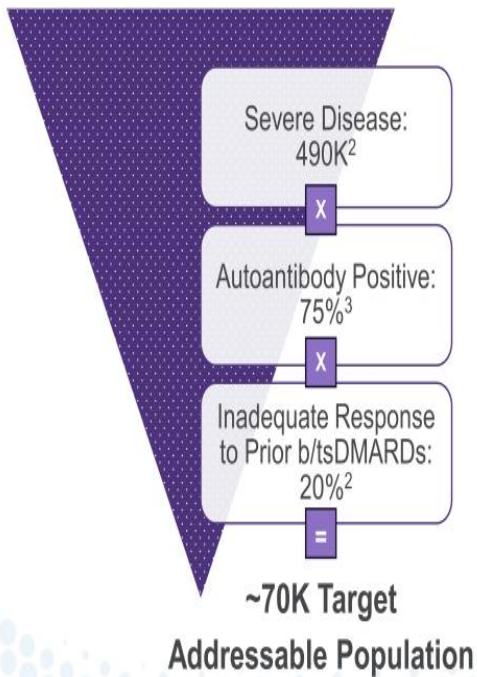 Severe Disease:
490K²
X
Autoantibody Positive:
75%³
X
Inadequate Response
to Prior b/tsDMARDs:
20%²
=
~70K Target
Addressable Population